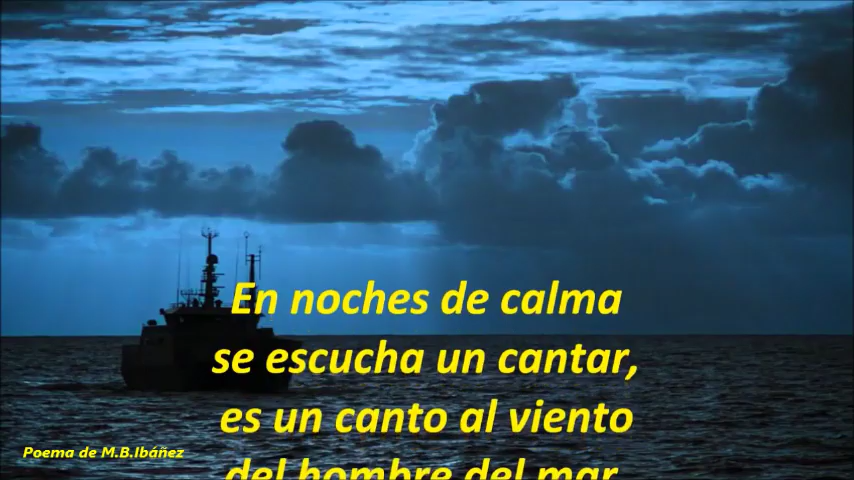 En noches de calma
se escucha un cantar,
es un canto al viento
del hombre del mar
Poema de M.B.Ibáñez